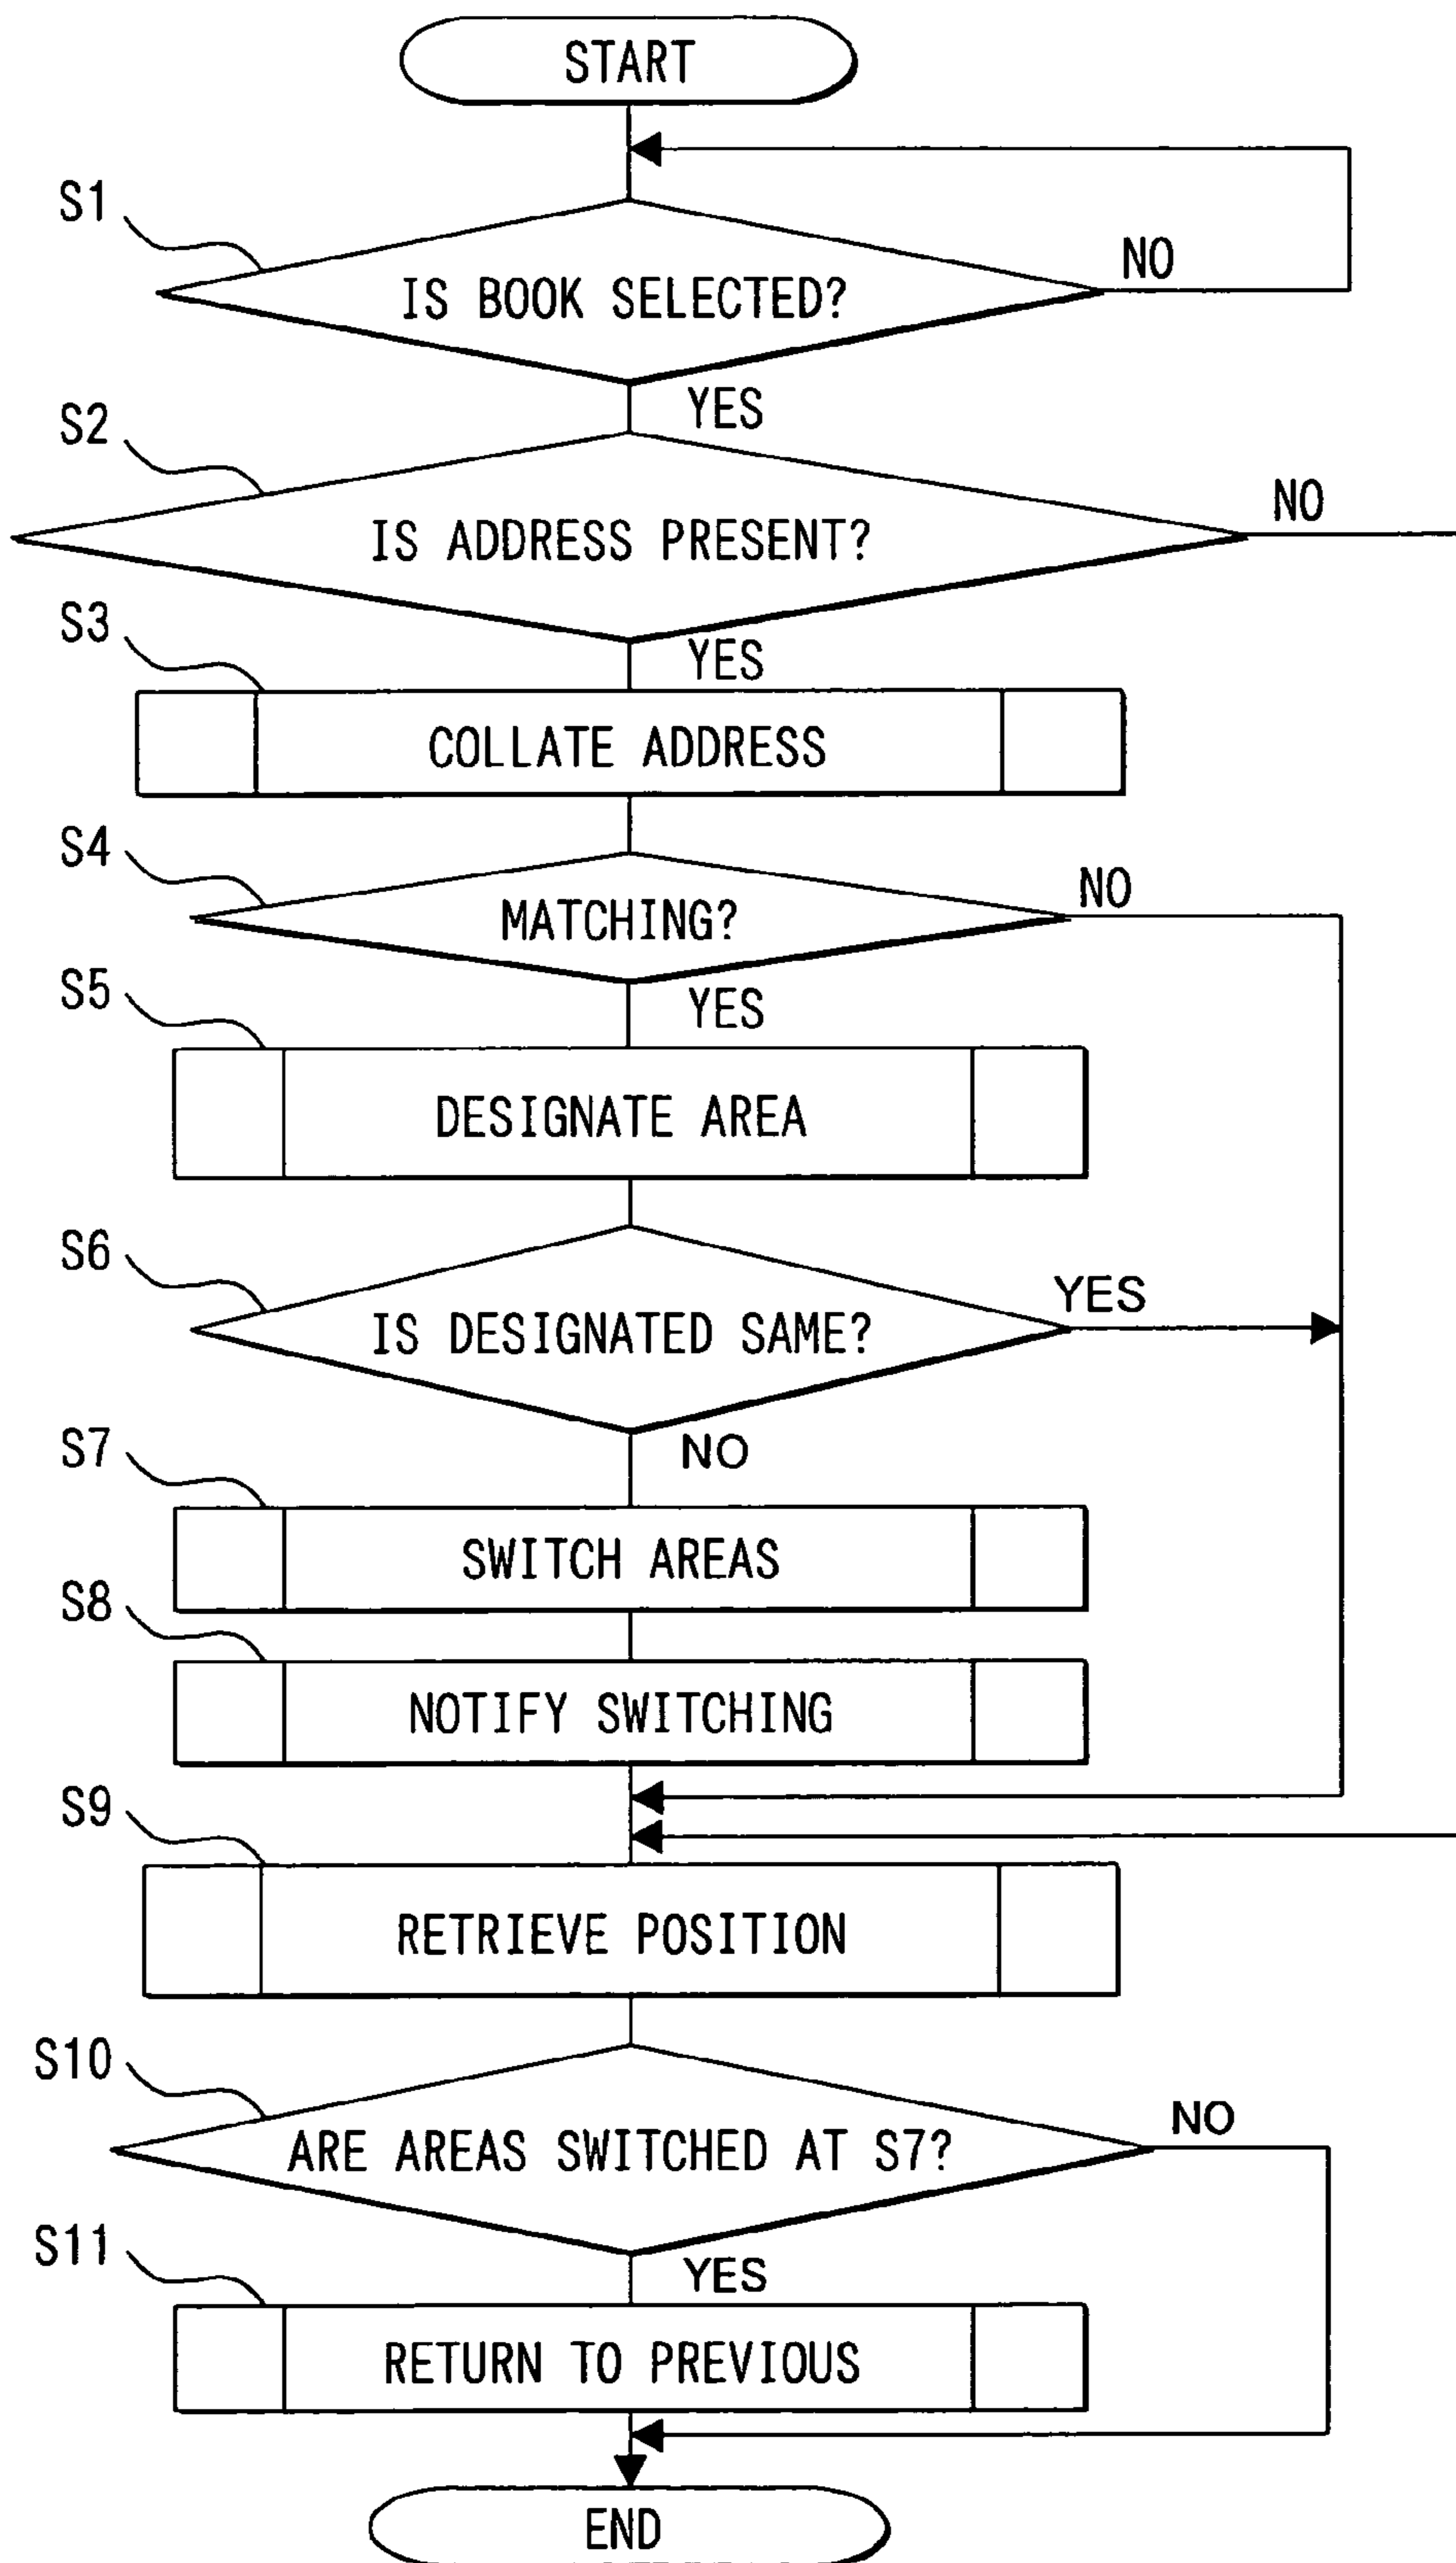 START
S1
NO
IS BOOK SELECTED?
YES
S2
NO
IS ADDRESS PRESENT?
YES
S3
COLLATE ADDRESS
S4
NO
MATCHING?
YES
S5
DESIGNATE AREA
S6
YES
IS DESIGNATED SAME?
NO
S7
SWITCH AREAS
S8
NOTIFY SWITCHING
S9
RETRIEVE POSITION
S10
NO
ARE AREAS SWITCHED AT S7?
YES
S11
RETURN TO PREVIOUS
END